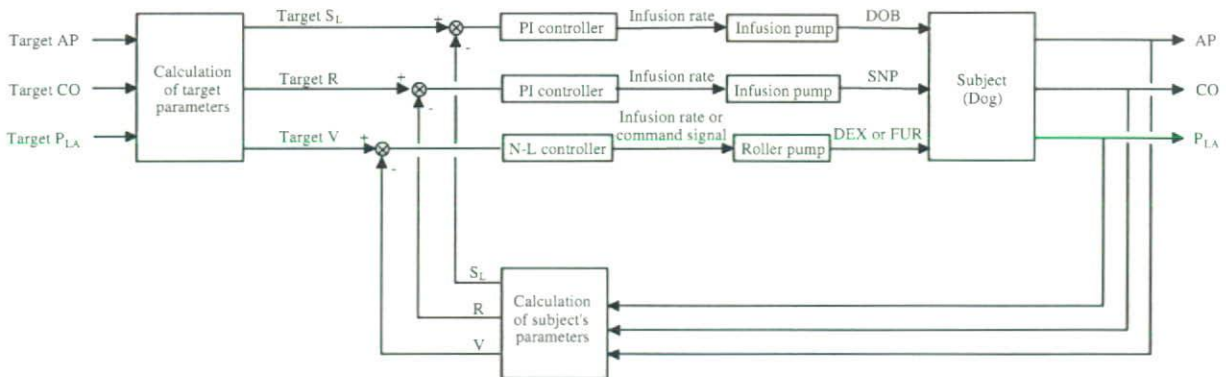 Target AP
Target CO
Target PLA
Calculation
of target
parameters
Target SL
+
-
PI controller
Infusion rate
Infusion pump
DOB
Target R
+
-
PI controller
Infusion rate
Infusion pump
SNP
Target V
+
-
N-L controller
Infusion rate or
command signal
Roller pump
DEX or FUR
Subject
(Dog)
AP
CO
PLA
SL
R
V
Calculation
of subject's
parameters